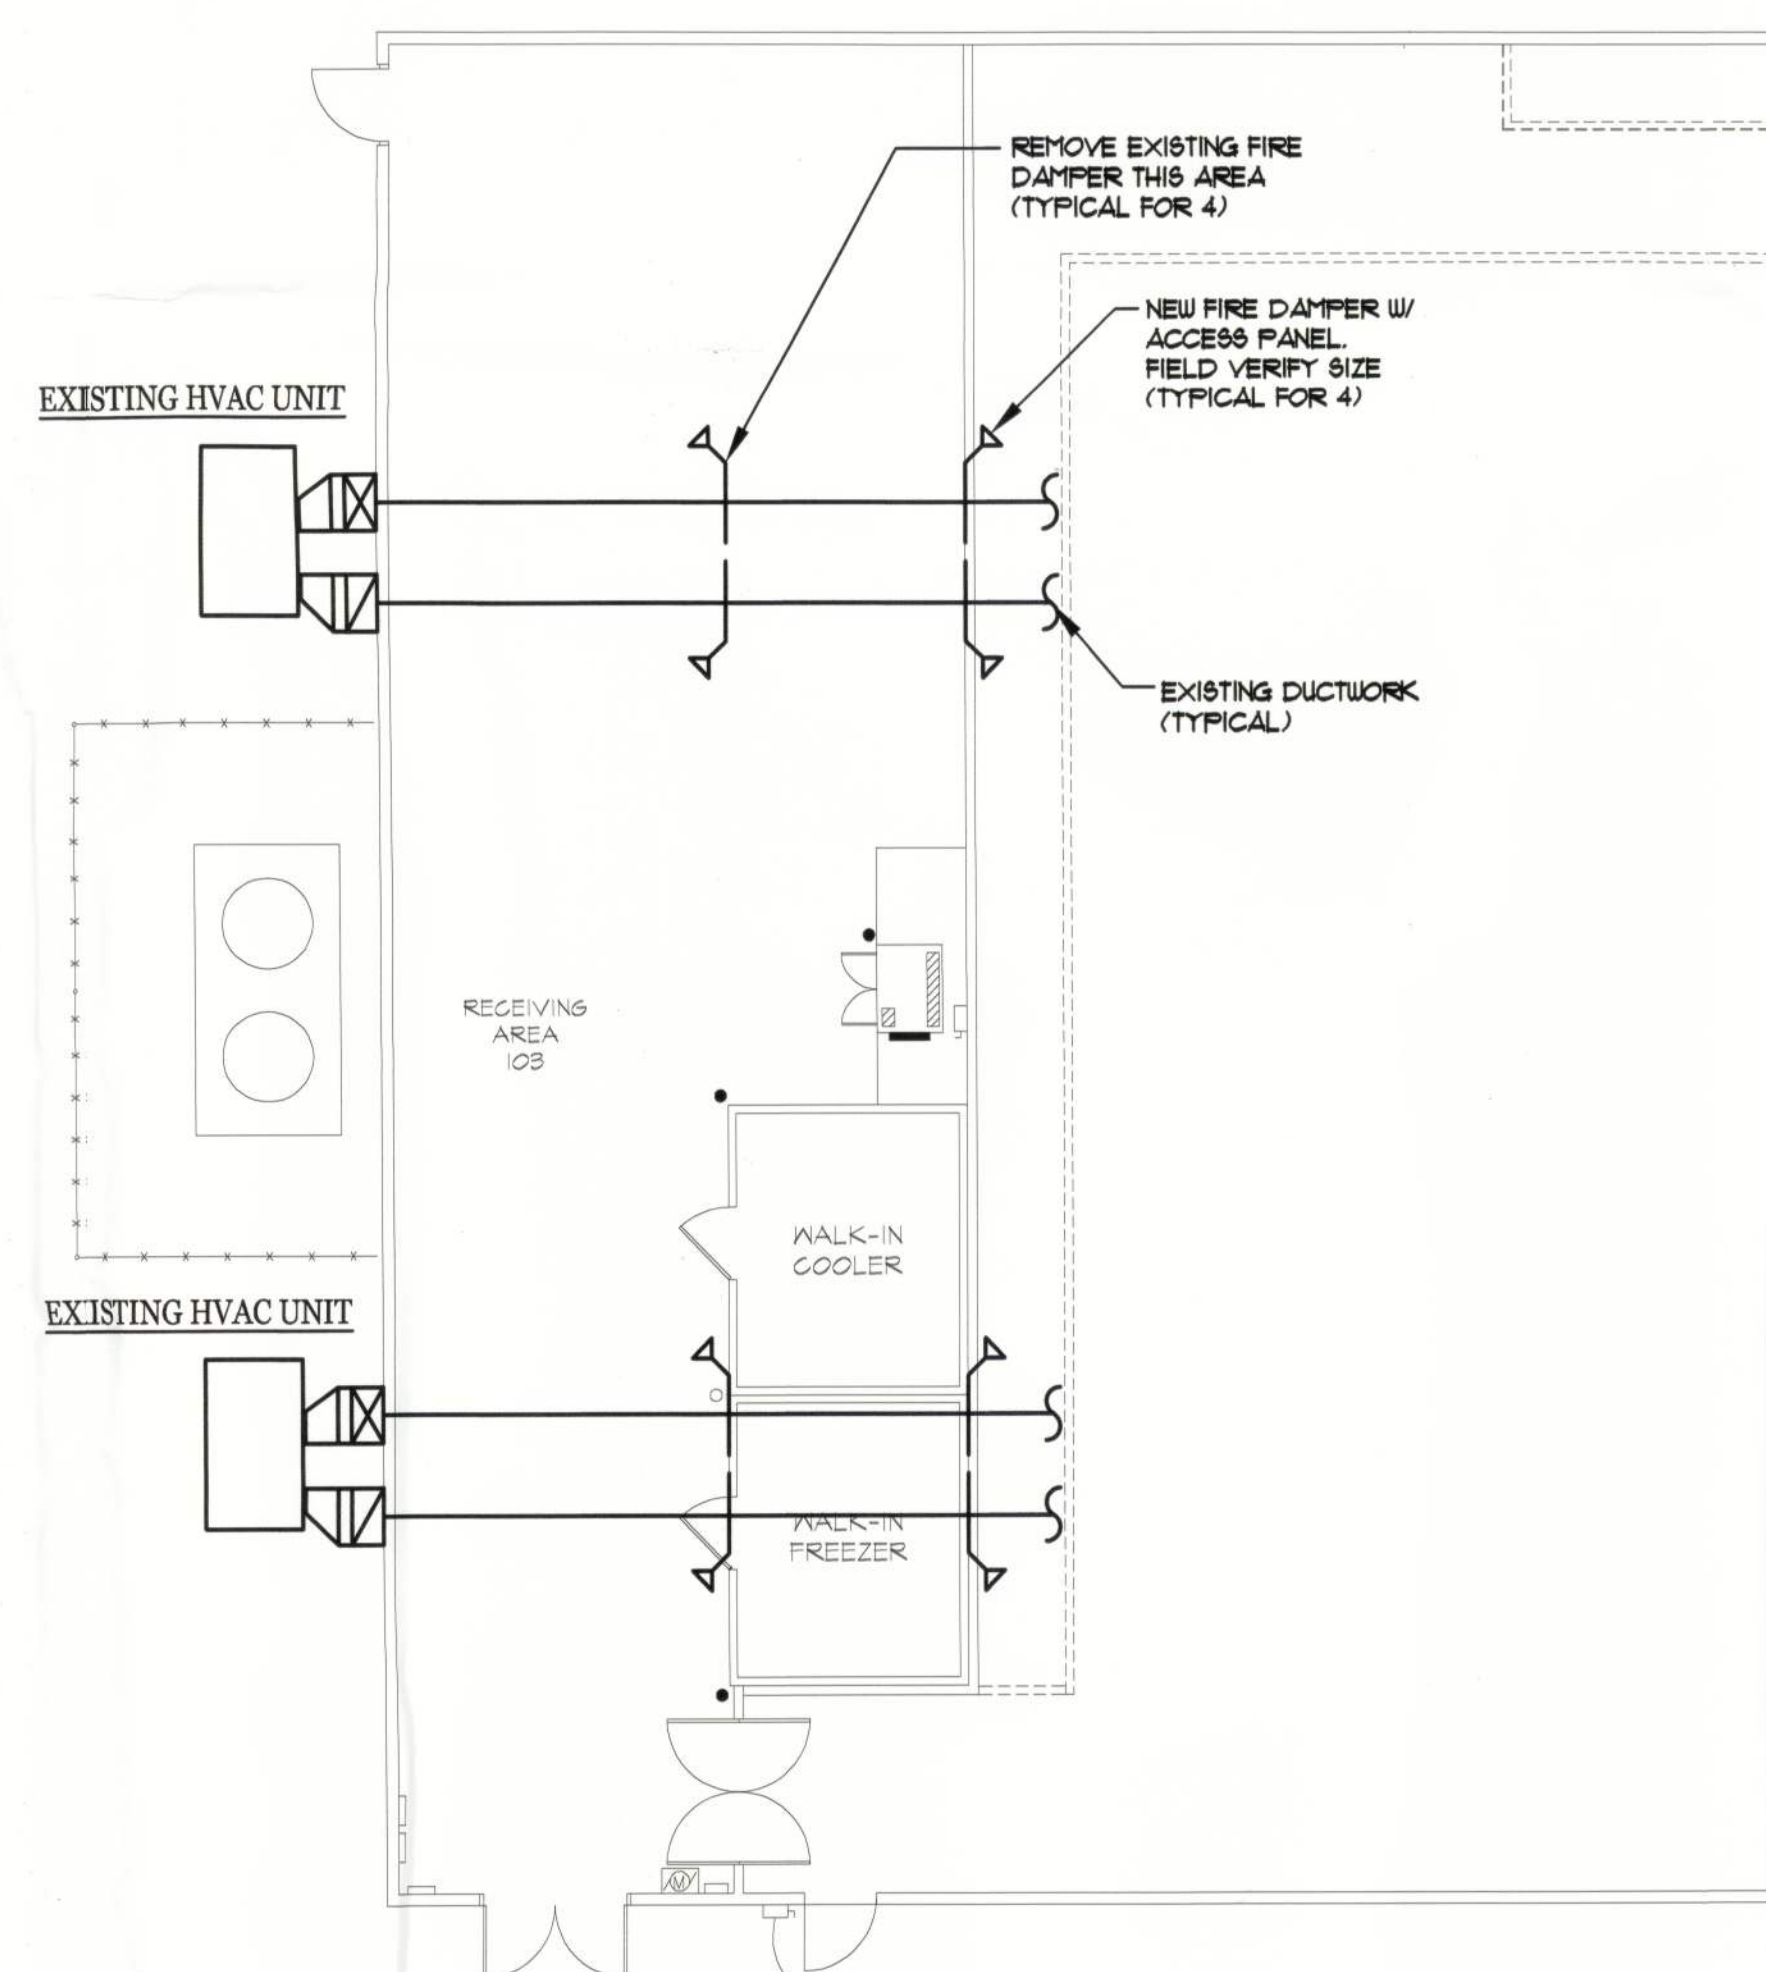 REMOVE EXISTING FIRE
DAMPER THIS AREA
(TYPICAL FOR 4)
NEW FIRE DAMPER W/
ACCESS PANEL.
FIELD VERIFY SIZE
(TYPICAL FOR 4)
EXISTING HVAC UNIT
EXISTING DUCTWORK
(TYPICAL)
RECEIVING
AREA
103
WALK-IN
COOLER
EXISTING HVAC UNIT
WALK-IN
FREEZER
M